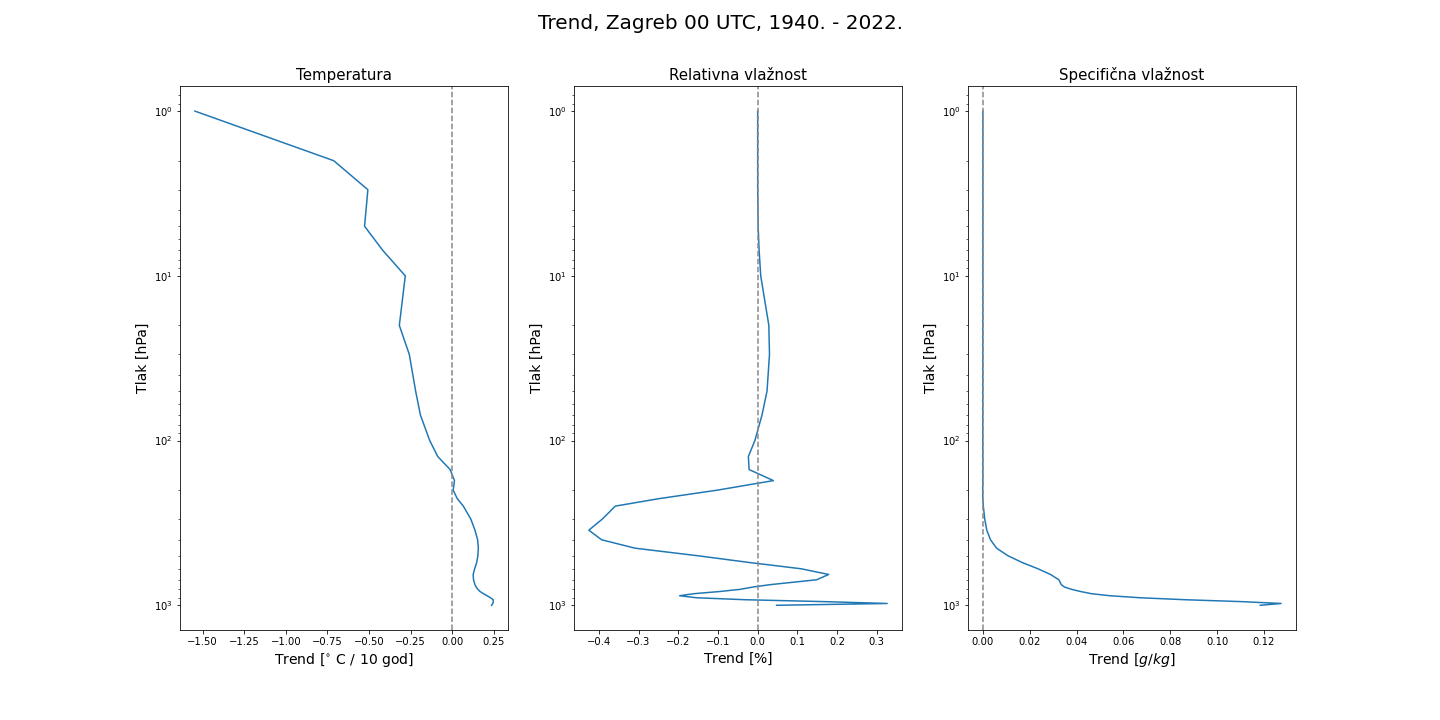 Trend, Zagreb 00 UTC, 1940. - 2022.
Temperatura
10⁰
10¹
10²
10³
Tlak [hPa]
−1.50 −1.25 −1.00 −0.75 −0.50 −0.25 0.00 0.25
Trend [° C / 10 god]
Relativna vlažnost
10⁰
10¹
10²
10³
Tlak [hPa]
−0.4 −0.3 −0.2 −0.1 0.0 0.1 0.2 0.3
Trend [%]
Specifična vlažnost
10⁰
10¹
10²
10³
Tlak [hPa]
0.00 0.02 0.04 0.06 0.08 0.10 0.12
Trend [g/kg]